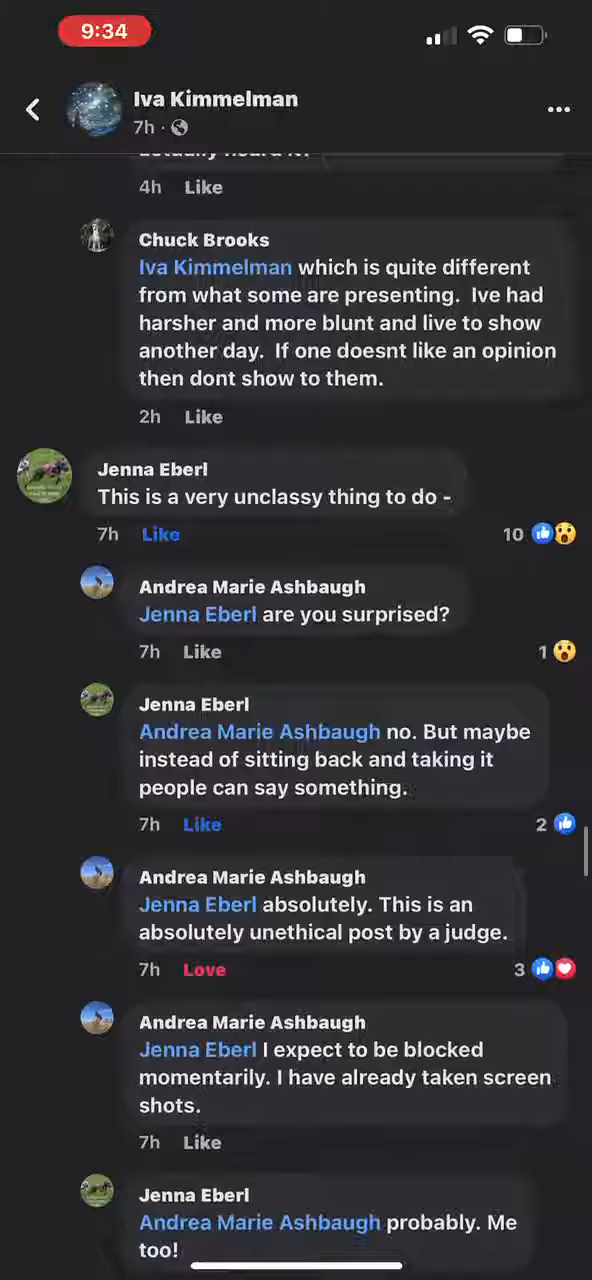 9:34
Iva Kimmelman
7h
actually heard it!
4h Like
Chuck Brooks
Iva Kimmelman which is quite different
from what some are presenting. Ive had
harsher and more blunt and live to show
another day. If one doesnt like an opinion
then dont show to them.
2h Like
Jenna Eberl
This is a very unclassy thing to do -
7h Like 10
Andrea Marie Ashbaugh
Jenna Eberl are you surprised?
7h Like 1
Jenna Eberl
Andrea Marie Ashbaugh no. But maybe
instead of sitting back and taking it
people can say something.
7h Like 2
Andrea Marie Ashbaugh
Jenna Eberl absolutely. This is an
absolutely unethical post by a judge.
7h Love 3
Andrea Marie Ashbaugh
Jenna Eberl I expect to be blocked
momentarily. I have already taken screen
shots.
7h Like
Jenna Eberl
Andrea Marie Ashbaugh probably. Me
too!